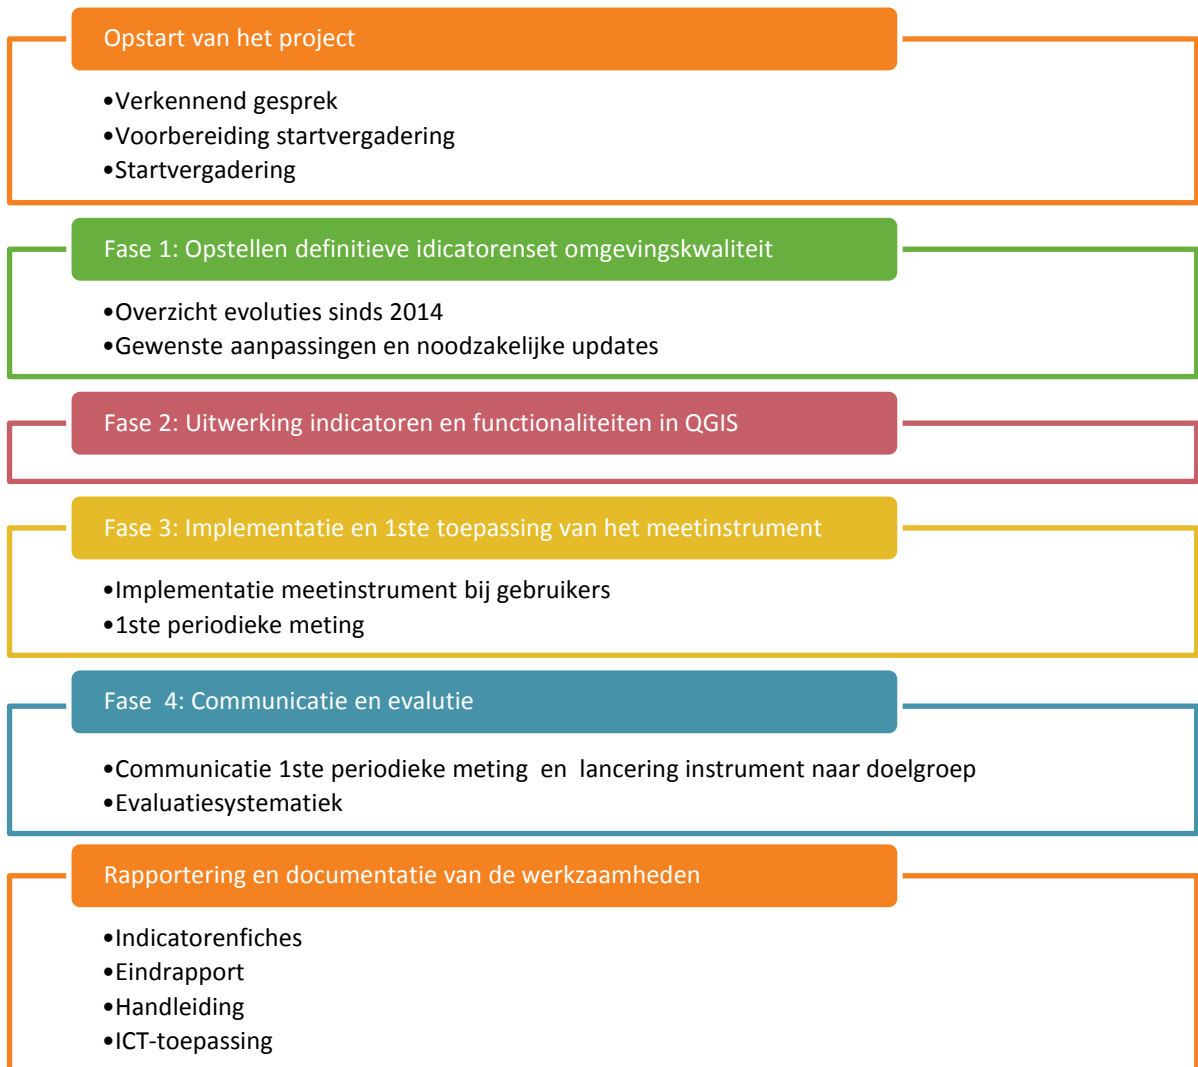 Opstart van het project
•Verkennend gesprek
•Voorbereiding startvergadering
•Startvergadering
Fase 1: Opstellen definitieve idicatorenset omgevingskwaliteit
•Overzicht evoluties sinds 2014
•Gewenste aanpassingen en noodzakelijke updates
Fase 2: Uitwerking indicatoren en functionaliteiten in QGIS
Fase 3: Implementatie en 1ste toepassing van het meetinstrument
•Implementatie meetinstrument bij gebruikers
•1ste periodieke meting
Fase  4: Communicatie en evalutie
•Communicatie 1ste periodieke meting  en  lancering instrument naar doelgroep
•Evaluatiesystematiek
Rapportering en documentatie van de werkzaamheden
•Indicatorenfiches
•Eindrapport
•Handleiding
•ICT-toepassing